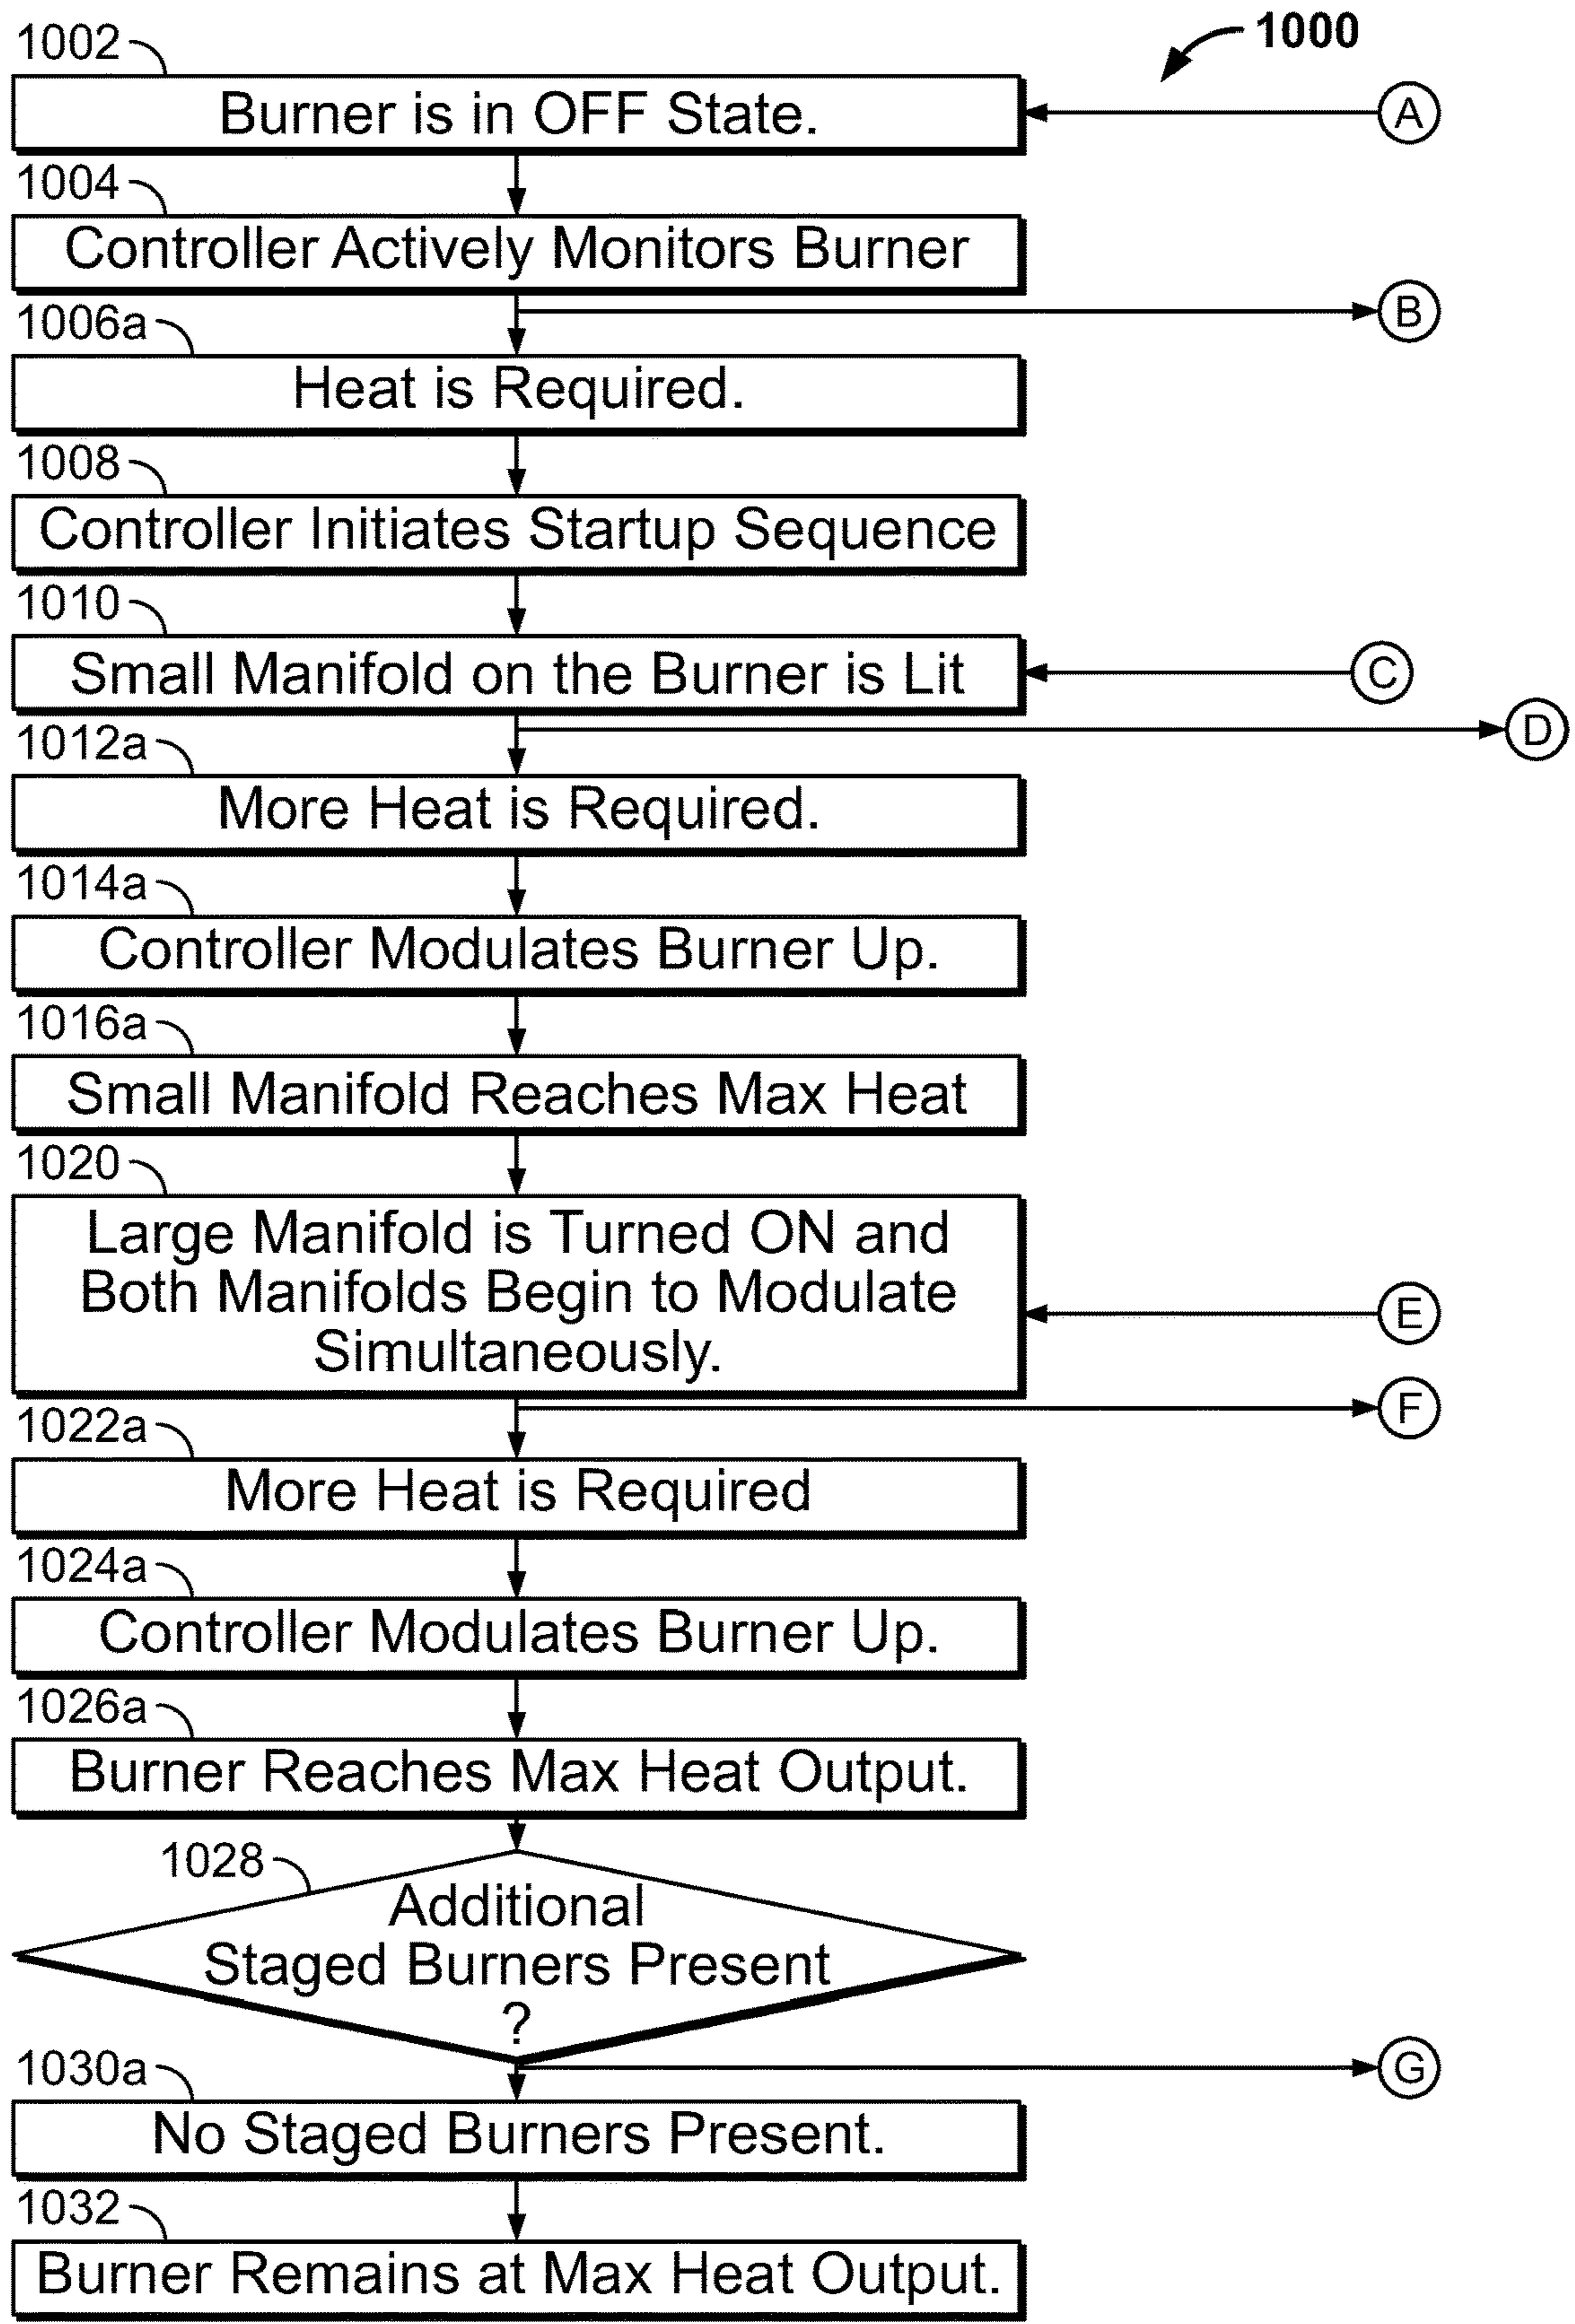 1002
1000
Burner is in OFF State.
A
1004
Controller Actively Monitors Burner
B
1006a
Heat is Required.
1008
Controller Initiates Startup Sequence
1010
Small Manifold on the Burner is Lit
C
D
1012a
More Heat is Required.
1014a
Controller Modulates Burner Up.
1016a
Small Manifold Reaches Max Heat
1020
Large Manifold is Turned ON and
Both Manifolds Begin to Modulate
Simultaneously.
E
F
1022a
More Heat is Required
1024a
Controller Modulates Burner Up.
1026a
Burner Reaches Max Heat Output.
1028
Additional
Staged Burners Present
?
G
1030a
No Staged Burners Present.
1032
Burner Remains at Max Heat Output.